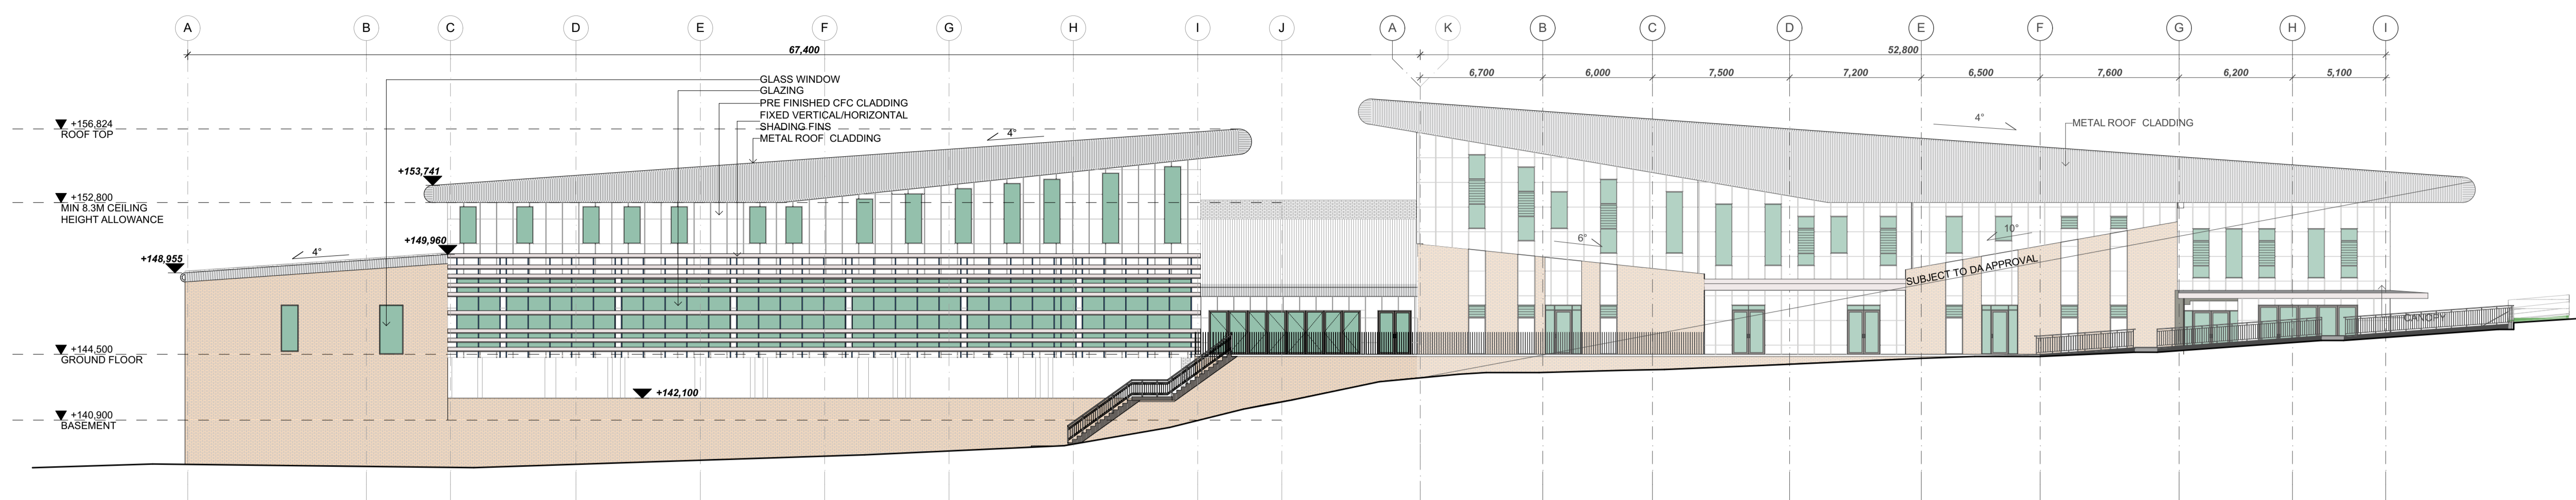 A B C D E F G H I J A K B C D E F G H I
67,400
52,800
6,700 6,000 7,500 7,200 6,500 7,600 6,200 5,100
GLASS WINDOW
GLAZING
PRE FINISHED CFC CLADDING
FIXED VERTICAL/HORIZONTAL
SHADING FINS
METAL ROOF CLADDING
+156,824
ROOF TOP
4°
4°
METAL ROOF CLADDING
+153,741
+152,800
MIN 8.3M CEILING
HEIGHT ALLOWANCE
+149,960
4°
+148,955
6°
10°
SUBJECT TO DA APPROVAL
CANOPY
+144,500
GROUND FLOOR
+142,100
+140,900
BASEMENT